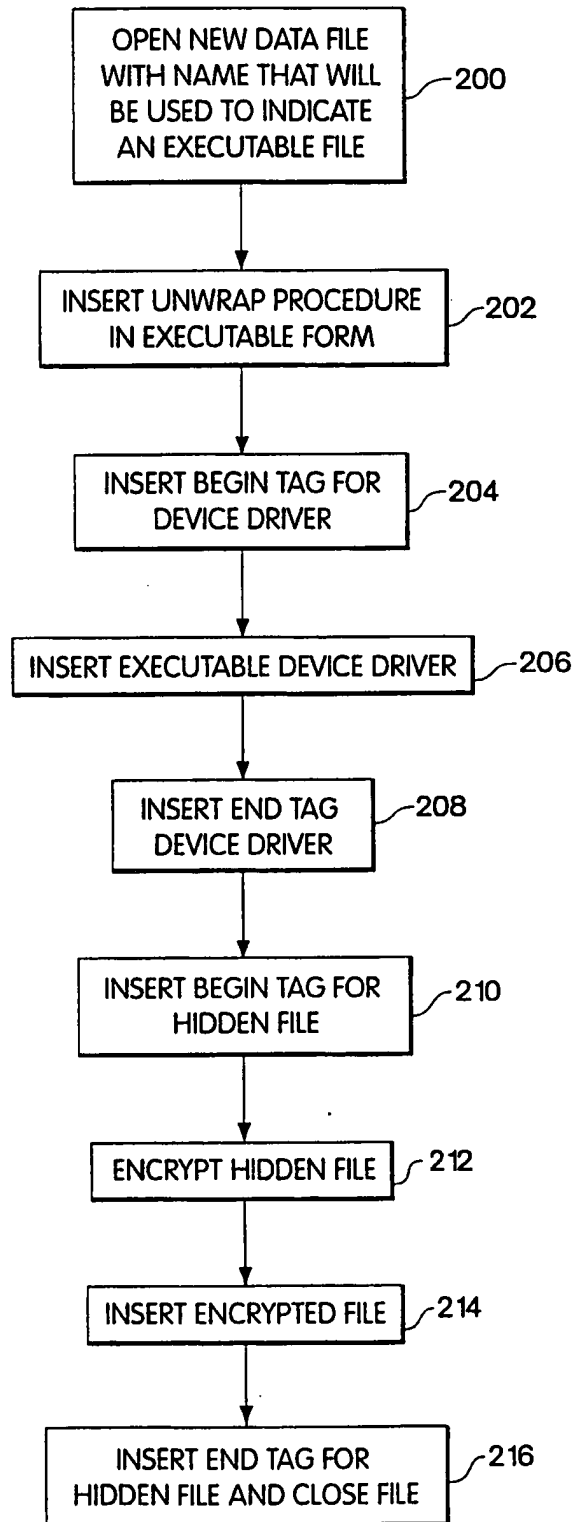 OPEN NEW DATA FILE
WITH NAME THAT WILL
BE USED TO INDICATE
AN EXECUTABLE FILE
200
INSERT UNWRAP PROCEDURE
IN EXECUTABLE FORM
202
INSERT BEGIN TAG FOR
DEVICE DRIVER
204
INSERT EXECUTABLE DEVICE DRIVER
206
INSERT END TAG
DEVICE DRIVER
208
INSERT BEGIN TAG FOR
HIDDEN FILE
210
ENCRYPT HIDDEN FILE
212
INSERT ENCRYPTED FILE
214
INSERT END TAG FOR
HIDDEN FILE AND CLOSE FILE
216